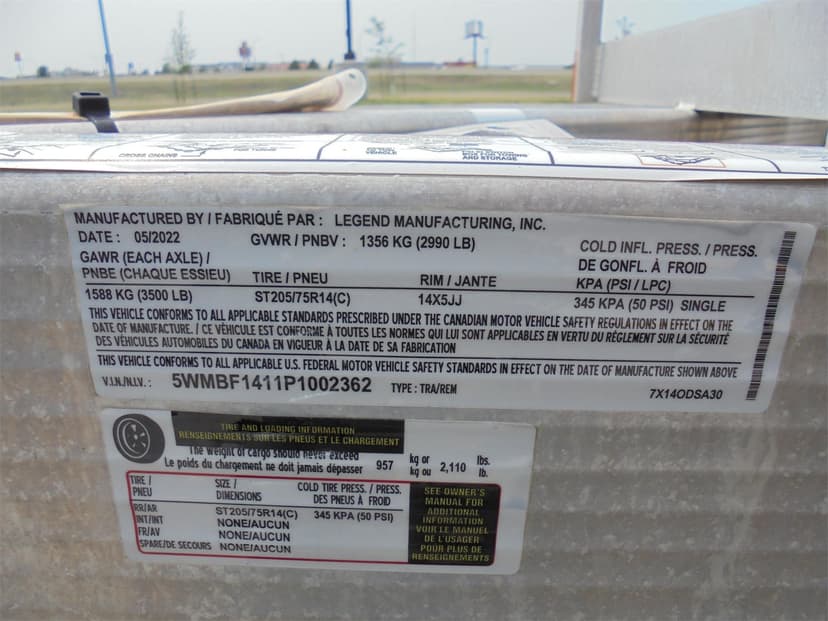 CROSS CHAINS
VEHICLE
AND STORAGE
MANUFACTURED BY / FABRIQUÉ PAR : LEGEND MANUFACTURING, INC.
DATE : 05/2022 GVWR / PNBV : 1356 KG (2990 LB)
COLD INFL. PRESS. / PRESS.
GAWR (EACH AXLE) / DE GONFL. À FROID
PNBE (CHAQUE ESSIEU) TIRE / PNEU RIM / JANTE KPA (PSI / LPC)
1588 KG (3500 LB) ST205/75R14(C) 14X5JJ 345 KPA (50 PSI) SINGLE
THIS VEHICLE CONFORMS TO ALL APPLICABLE STANDARDS PRESCRIBED UNDER THE CANADIAN MOTOR VEHICLE SAFETY REGULATIONS IN EFFECT ON THE
DATE OF MANUFACTURE. / CE VÉHICULE EST CONFORME À TOUTES LES NORMES QUI LUI SONT APPLICABLES EN VERTU DU RÈGLEMENT SUR LA SÉCURITÉ
DES VÉHICULES AUTOMOBILES DU CANADA EN VIGUEUR À LA DATE DE SA FABRICATION
THIS VEHICLE CONFORMS TO ALL APPLICABLE U.S. FEDERAL MOTOR VEHICLE SAFETY STANDARDS IN EFFECT ON THE DATE OF MANUFACTURE SHOWN ABOVE
V.I.N./N.I.V. : 5WMBF1411P1002362 TYPE : TRA/REM 7X14ODSA30
TIRE AND LOADING INFORMATION
RENSEIGNEMENTS SUR LES PNEUS ET LE CHARGEMENT
The weight of cargo should never exceed
Le poids du chargement ne doit jamais dépasser 957 kg or kg ou 2,110 lbs. lb.
TIRE / PNEU SIZE / DIMENSIONS COLD TIRE PRESS. / PRESS. DES PNEUS À FROID
RR/AR ST205/75R14(C) 345 KPA (50 PSI)
INT/INT NONE/AUCUN
FR/AV NONE/AUCUN
SPARE/DE SECOURS NONE/AUCUN
SEE OWNER'S
MANUAL FOR
ADDITIONAL
INFORMATION
VOIR LE MANUEL
DE L'USAGER
POUR PLUS DE
RENSEIGNEMENTS